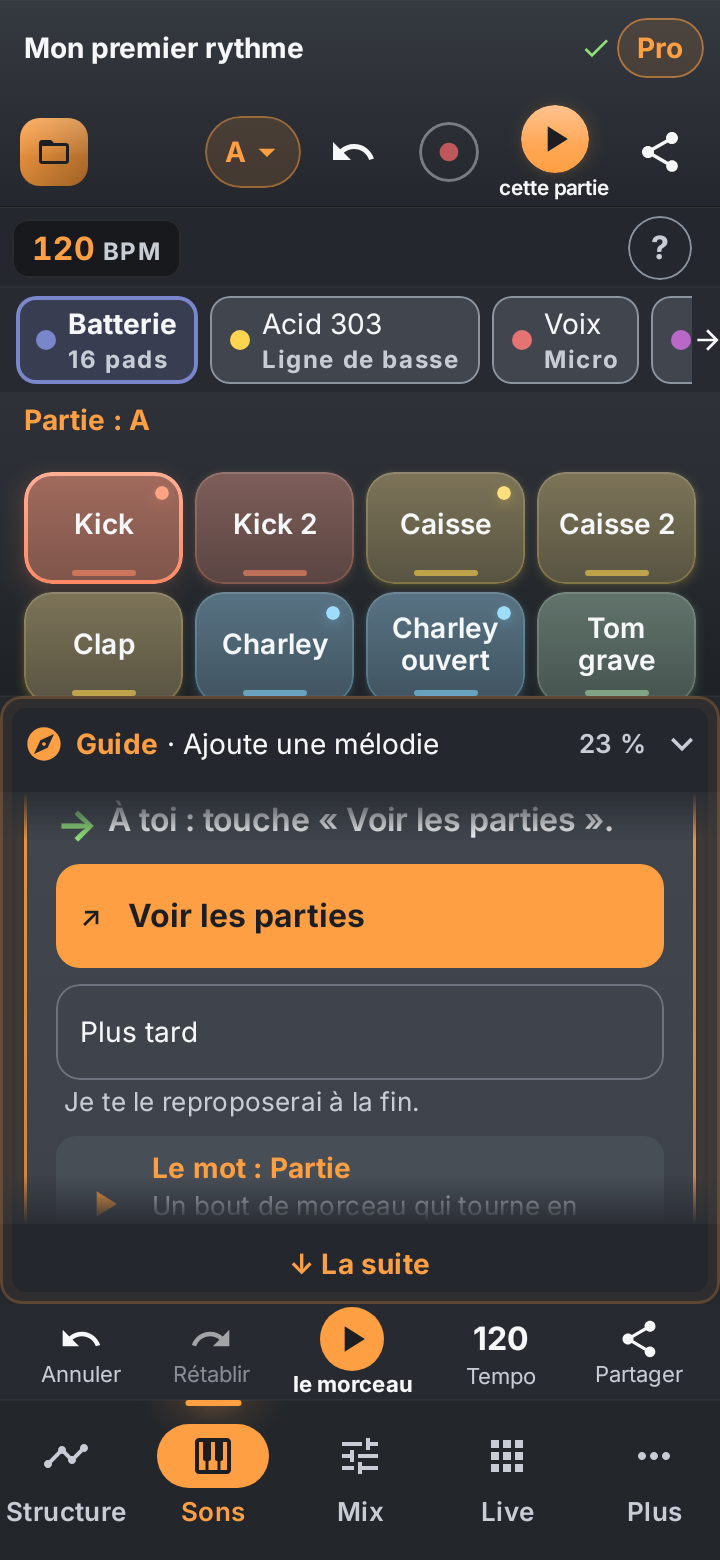 Mon premier rythme
Pro
A
cette partie
120 BPM
?
Batterie
16 pads
Acid 303
Ligne de basse
Voix
Micro
Partie : A
Kick
Kick 2
Caisse
Caisse 2
Clap
Charley
Charley
ouvert
Tom
grave
Guide · Ajoute une mélodie
23 %
À toi : touche « Voir les parties ».
Voir les parties
Plus tard
Je te le reproposerai à la fin.
Le mot : Partie
Un bout de morceau qui tourne en
↓ La suite
Annuler
Rétablir
le morceau
120
Tempo
Partager
Structure
Sons
Mix
Live
Plus